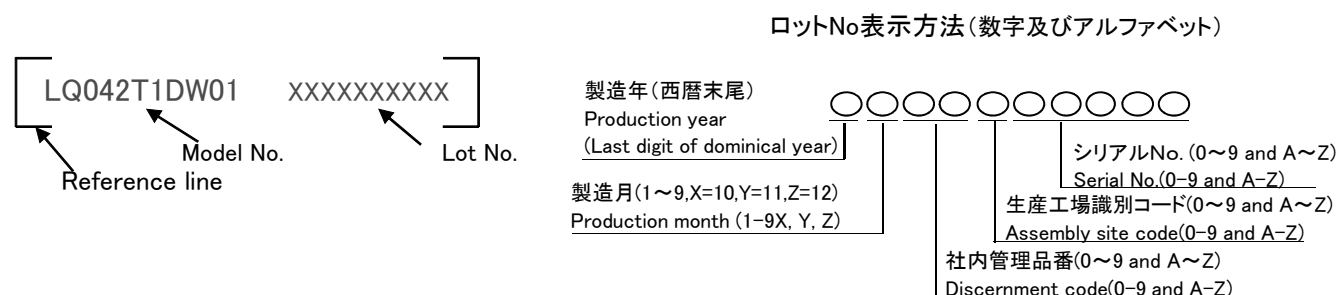 ロットNo表示方法(数字及びアルファベット)
LQ042T1DW01 XXXXXXXXXX
Model No.
Lot No.
Reference line
製造年(西暦末尾)
Production year
(Last digit of dominical year)
○○○○○○○○○○
製造月(1～9,X=10,Y=11,Z=12)
Production month (1-9X, Y, Z)
シリアルNo. (0～9 and A～Z)
Serial No.(0-9 and A-Z)
生産工場識別コード(0～9 and A～Z)
Assembly site code(0-9 and A-Z)
社内管理品番(0～9 and A～Z)
Discernment code(0-9 and A-Z)